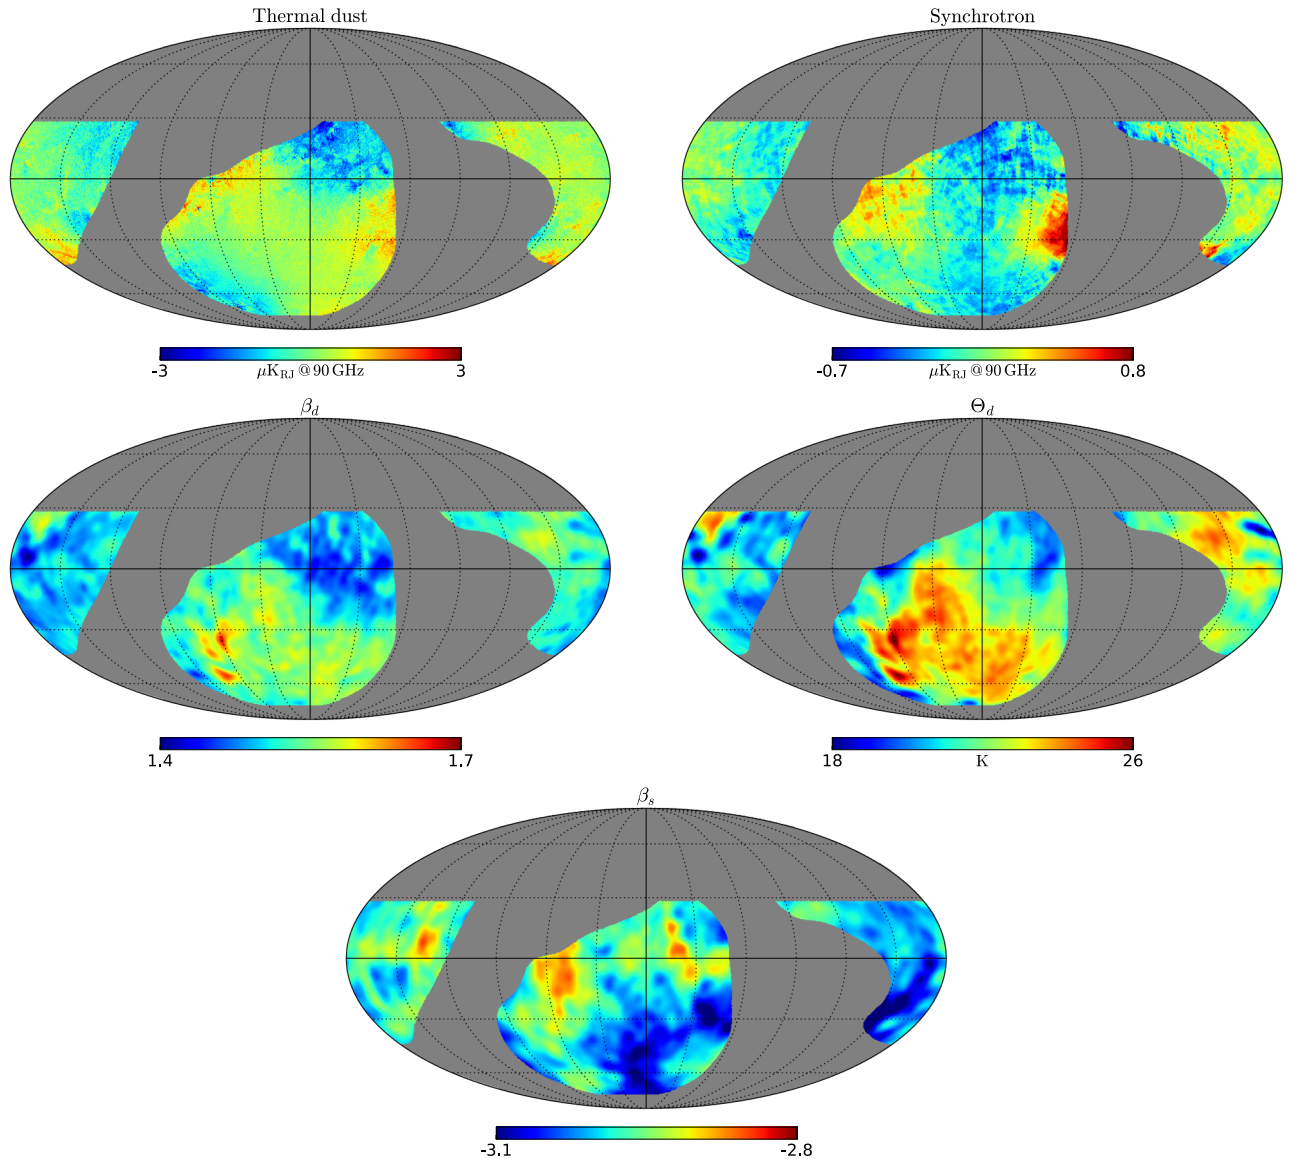 Thermal dust
Synchrotron
-3 μK_RJ @ 90 GHz 3
-0.7 μK_RJ @ 90 GHz 0.8
β_d
Θ_d
1.4 1.7
18 K 26
β_s
-3.1 -2.8